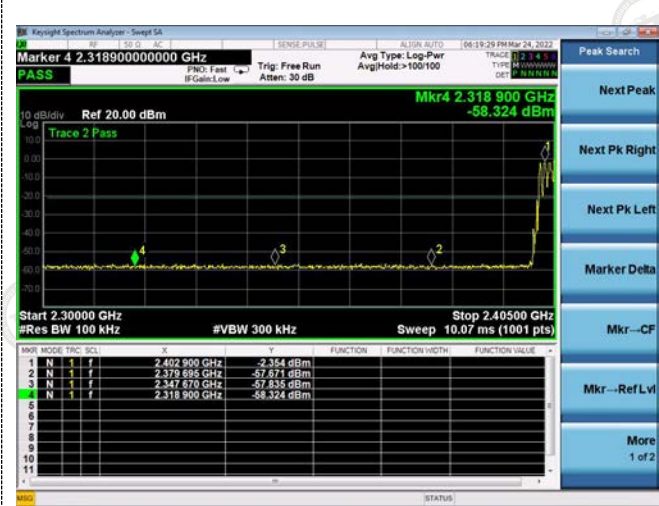 Keysight Spectrum Analyzer - Swept SA
RF 50 Ω AC SENSE:PULSE ALIGN AUTO 06:19:29 PM Mar 24, 2022
Marker 4 2.318900000000 GHz
PNO: Fast
IFGain:Low
Trig: Free Run
Atten: 30 dB
Avg Type: Log-Pwr
Avg|Hold:>100/100
TRACE 1 2 3 4 5 6
TYPE
DET P N N N N N
PASS
Peak Search
Mkr4 2.318 900 GHz
-58.324 dBm
10 dB/div Ref 20.00 dBm
Log
Trace 2 Pass
10.0
0.00
-10.0
-20.0
-30.0
-40.0
-50.0
-60.0
-70.0
1
4
3
2
Start 2.30000 GHz Stop 2.40500 GHz
#Res BW 100 kHz #VBW 300 kHz Sweep 10.07 ms (1001 pts)
MKR MODE TRC SCL X Y FUNCTION FUNCTION WIDTH FUNCTION VALUE
1 N 1 f 2.402 900 GHz -2.354 dBm
2 N 1 f 2.379 695 GHz -57.671 dBm
3 N 1 f 2.347 670 GHz -57.835 dBm
4 N 1 f 2.318 900 GHz -58.324 dBm
5
6
7
8
9
10
11
Next Peak
Next Pk Right
Next Pk Left
Marker Delta
Mkr→CF
Mkr→Ref Lvl
More
1 of 2
MSG STATUS